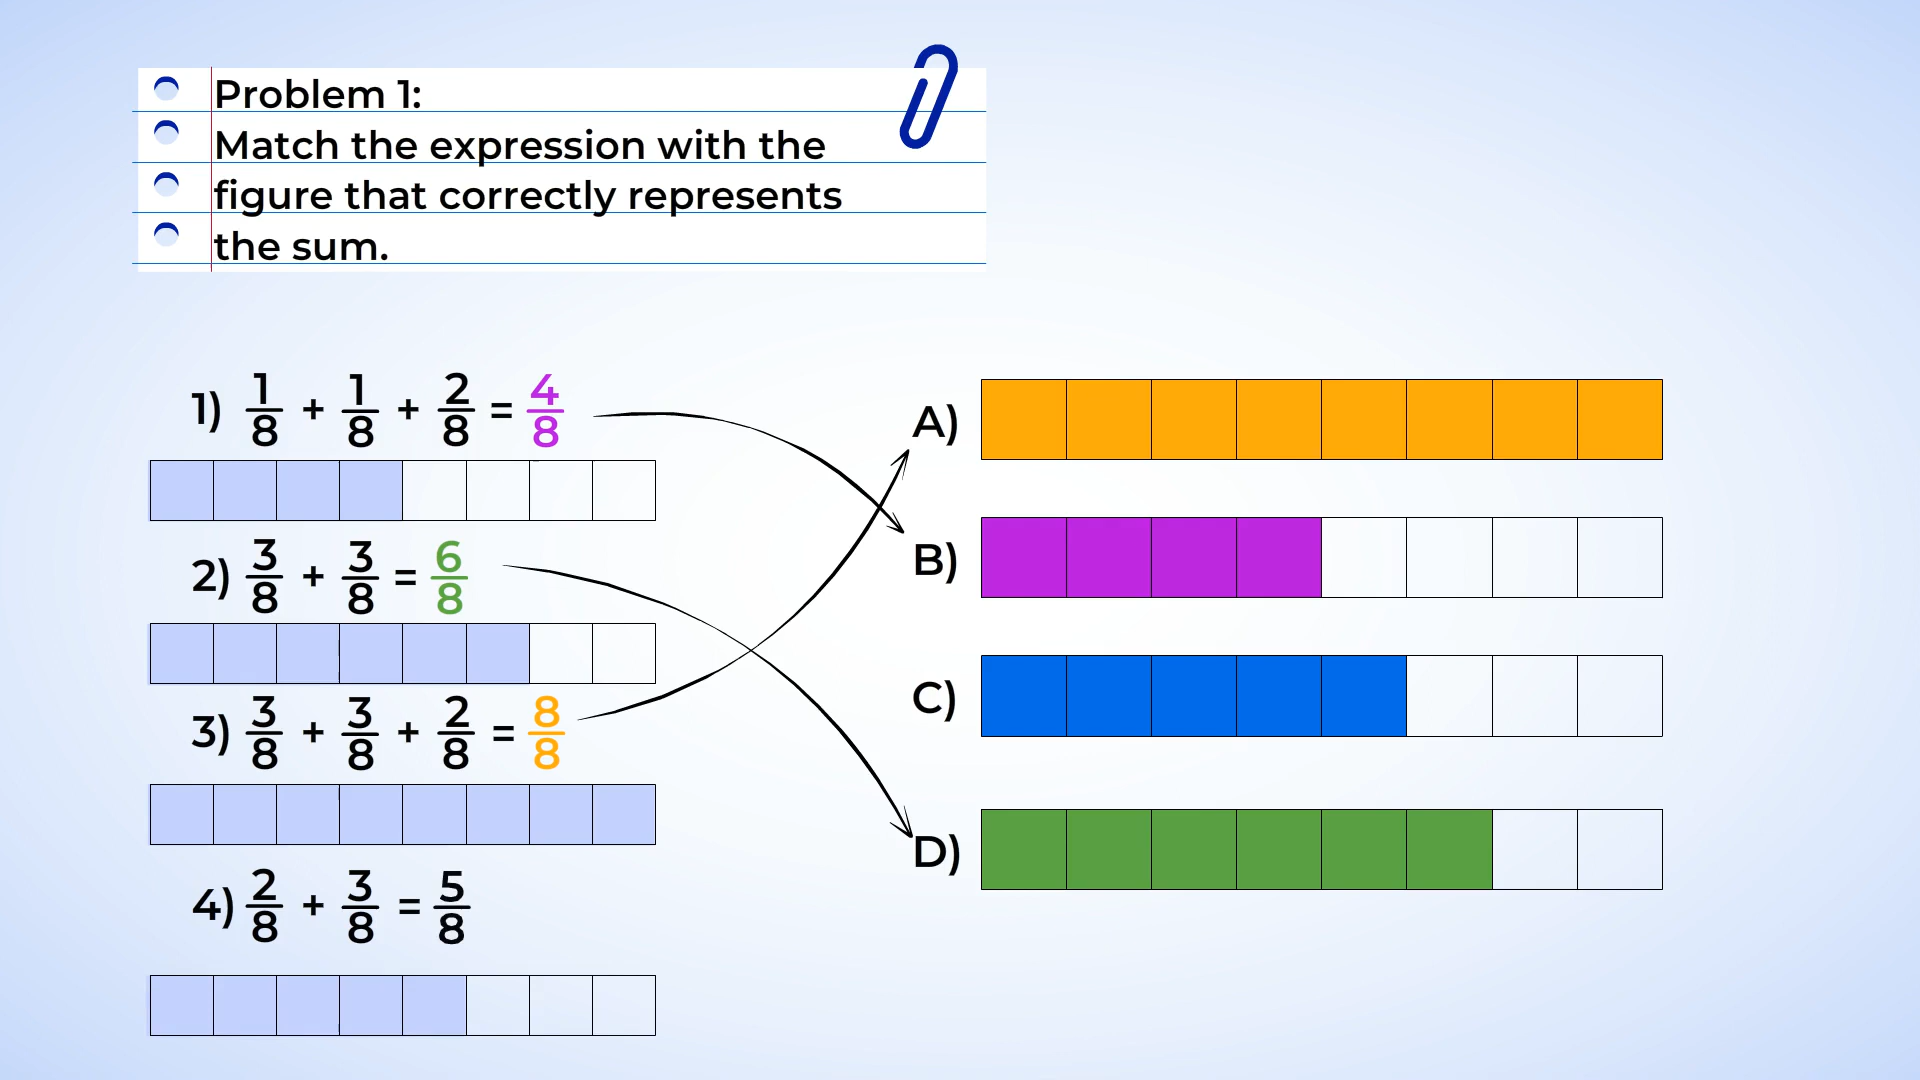 Problem 1:
Match the expression with the
figure that correctly represents
the sum.
1) 1/8 + 1/8 + 2/8 = 4/8
2) 3/8 + 3/8 = 6/8
3) 3/8 + 3/8 + 2/8 = 8/8
4) 2/8 + 3/8 = 5/8
A)
B)
C)
D)